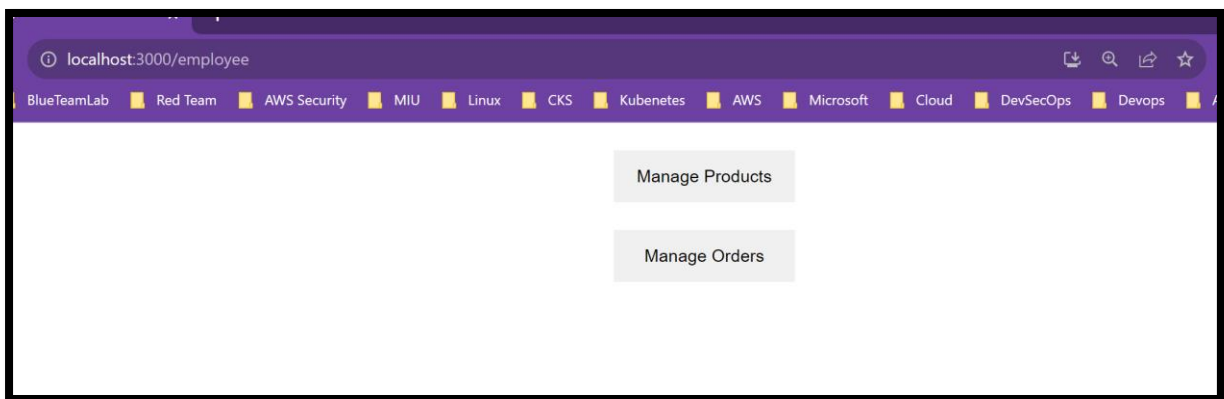 localhost:3000/employee
BlueTeamLab Red Team AWS Security MIU Linux CKS Kubenetes AWS Microsoft Cloud DevSecOps Devops
Manage Products
Manage Orders